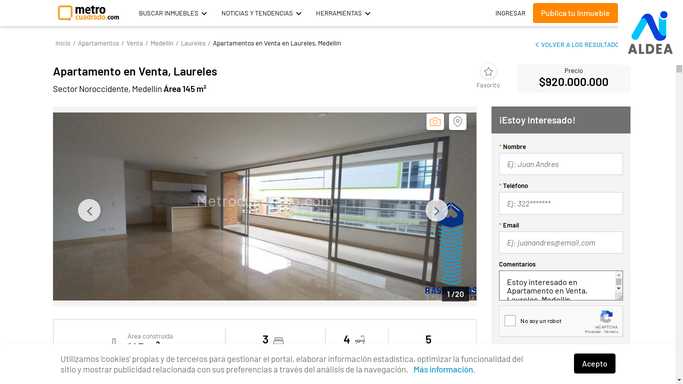 metro
cuadrado.com
BUSCAR INMUEBLES
NOTICIAS Y TENDENCIAS
HERRAMIENTAS
INGRESAR
Publica tu inmueble
ALDEA
Inicio / Apartamentos / Venta / Medellín / Laureles / Apartamentos en Venta en Laureles, Medellín
VOLVER A LOS RESULTADO
Apartamento en Venta, Laureles
Sector Noroccidente, Medellín Área 145 m²
Favorito
Precio
$920.000.000
¡Estoy Interesado!
* Nombre
Ej: Juan Andres
* Teléfono
Ej: 322*******
* Email
Ej: juanandres@email.com
Comentarios
Estoy interesado en
Apartamento en Venta,
Laureles, Medellín
No soy un robot
reCAPTCHA
Privacidad - Términos
1 / 20
Área construida
3
4
5
Utilizamos 'cookies' propias y de terceros para gestionar el portal, elaborar información estadística, optimizar la funcionalidad del
sitio y mostrar publicidad relacionada con sus preferencias a través del análisis de la navegación. Más información.
Acepto